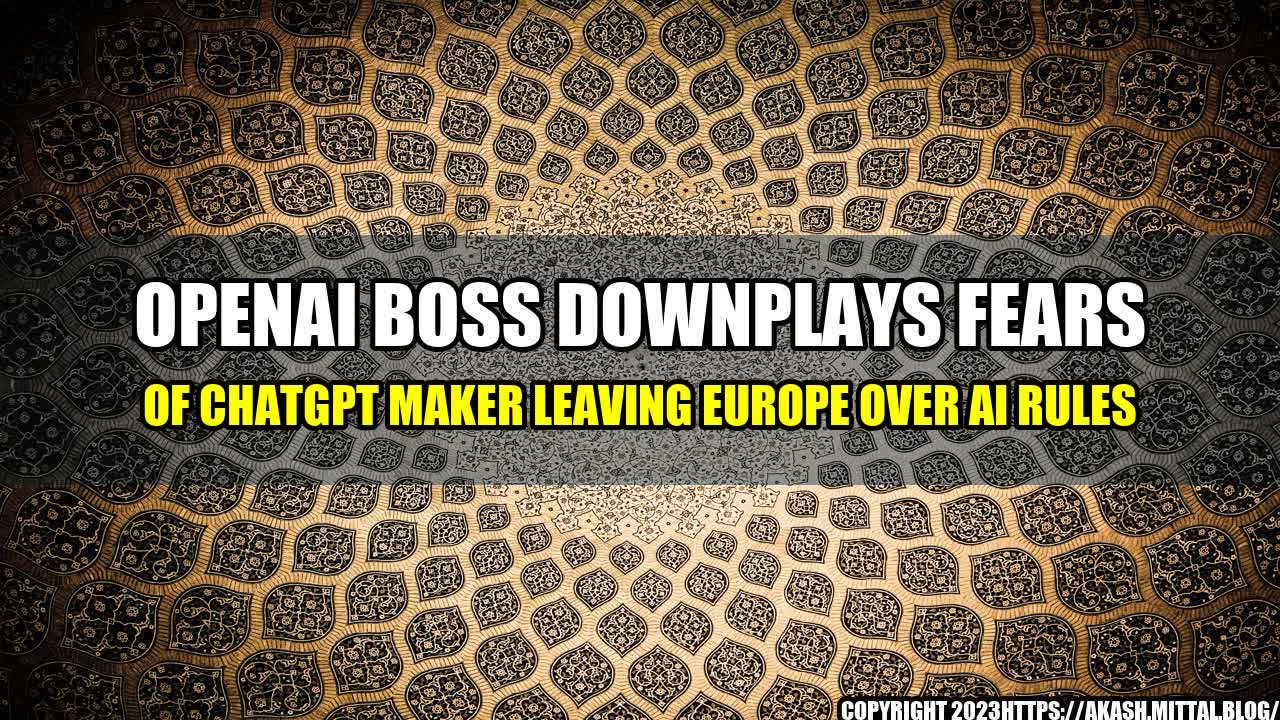 OPENAI BOSS DOWNPLAYS FEARS
OF CHATGPT MAKER LEAVING EUROPE OVER AI RULES
COPYRIGHT 2023HTTPS://AKASH.MITTAL.BLOG/